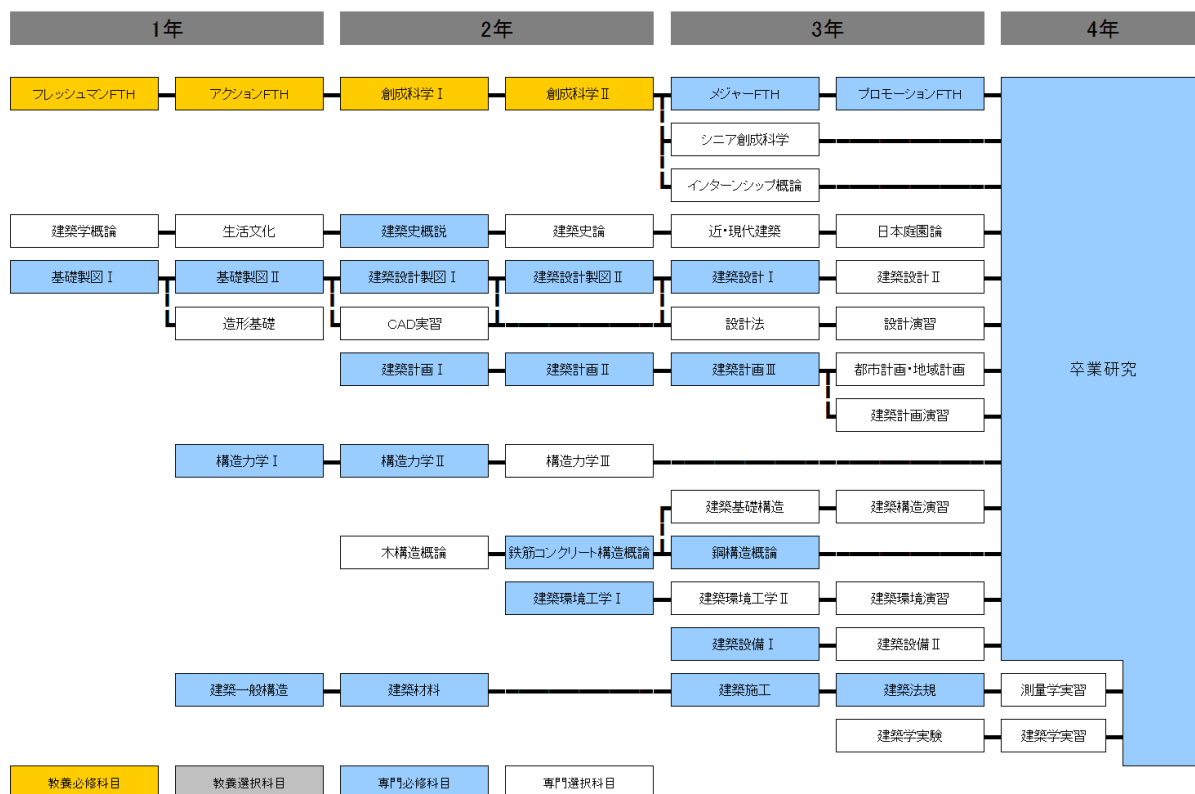 1年 2年 3年 4年
フレッシュマンFTH アクションFTH 創成科学Ⅰ 創成科学Ⅱ メジャーFTH プロモーションFTH
シニア創成科学
インターンシップ概論
建築学概論 生活文化 建築史概説 建築史論 近・現代建築 日本庭園論
基礎製図Ⅰ 基礎製図Ⅱ 建築設計製図Ⅰ 建築設計製図Ⅱ 建築設計Ⅰ 建築設計Ⅱ
造形基礎 CAD実習 設計法 設計演習
建築計画Ⅰ 建築計画Ⅱ 建築計画Ⅲ 都市計画・地域計画 卒業研究
建築計画演習
構造力学Ⅰ 構造力学Ⅱ 構造力学Ⅲ
建築基礎構造 建築構造演習
木構造概論 鉄筋コンクリート構造概論 鋼構造概論
建築環境工学Ⅰ 建築環境工学Ⅱ 建築環境演習
建築設備Ⅰ 建築設備Ⅱ
建築一般構造 建築材料 建築施工 建築法規 測量学実習
建築学実験 建築学実習
教養必修科目 教養選択科目 専門必修科目 専門選択科目